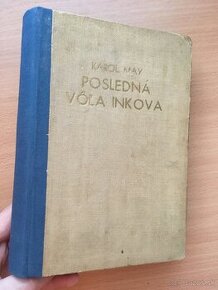 KAROL MAY
POSLEDNÁ
VÔĽA INKOVA